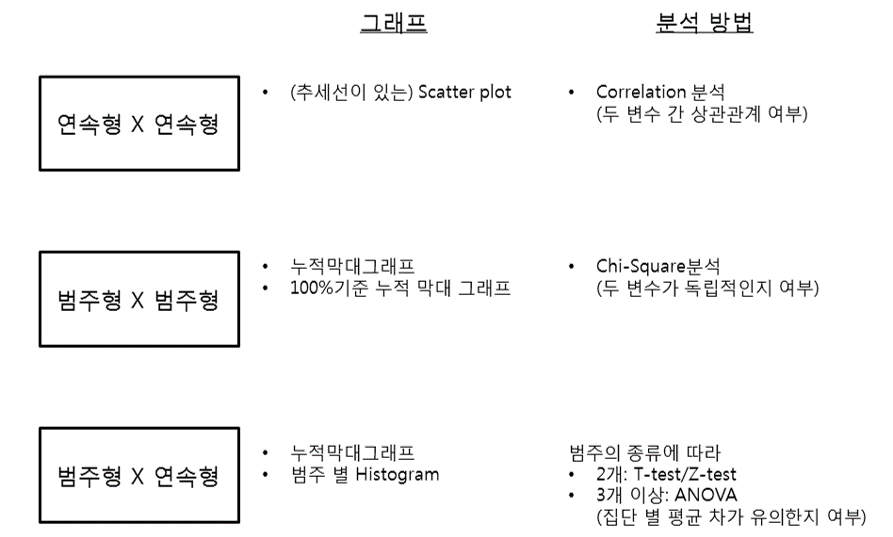 그래프
분석 방법
연속형 X 연속형
• (추세선이 있는) Scatter plot
• Correlation 분석
(두 변수 간 상관관계 여부)
범주형 X 범주형
• 누적막대그래프
• 100%기준 누적 막대 그래프
• Chi-Square분석
(두 변수가 독립적인지 여부)
범주형 X 연속형
• 누적막대그래프
• 범주 별 Histogram
범주의 종류에 따라
• 2개: T-test/Z-test
• 3개 이상: ANOVA
(집단 별 평균 차가 유의한지 여부)